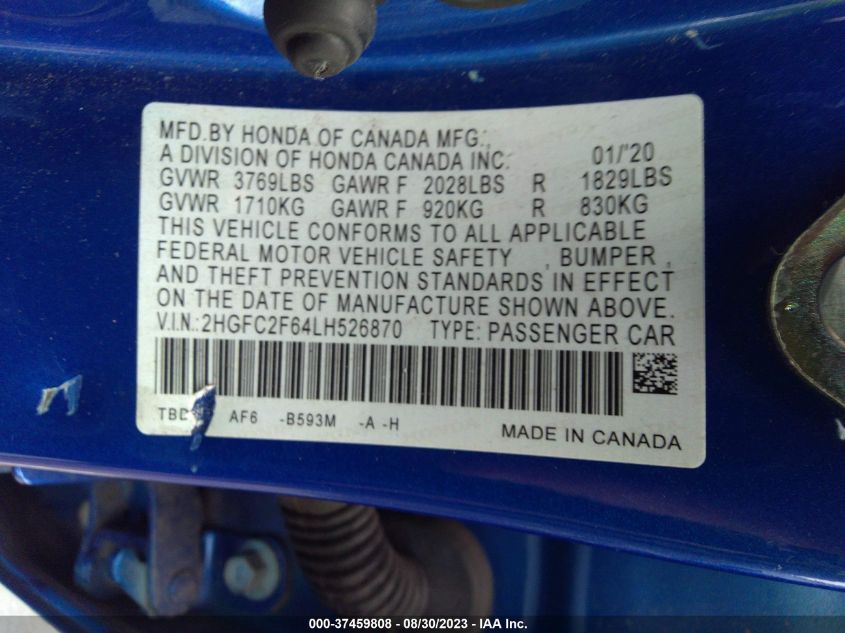 MFD.BY HONDA OF CANADA MFG.,
A DIVISION OF HONDA CANADA INC. 01/'20
GVWR 3769LBS GAWR F 2028LBS R 1829LBS
GVWR 1710KG GAWR F 920KG R 830KG
THIS VEHICLE CONFORMS TO ALL APPLICABLE
FEDERAL MOTOR VEHICLE SAFETY , BUMPER ,
AND THEFT PREVENTION STANDARDS IN EFFECT
ON THE DATE OF MANUFACTURE SHOWN ABOVE.
V.I.N.:2HGFC2F64LH526870 TYPE: PASSENGER CAR
AF6 -B593M -A -H
MADE IN CANADA
000-37459808 - 08/30/2023 - IAA Inc.